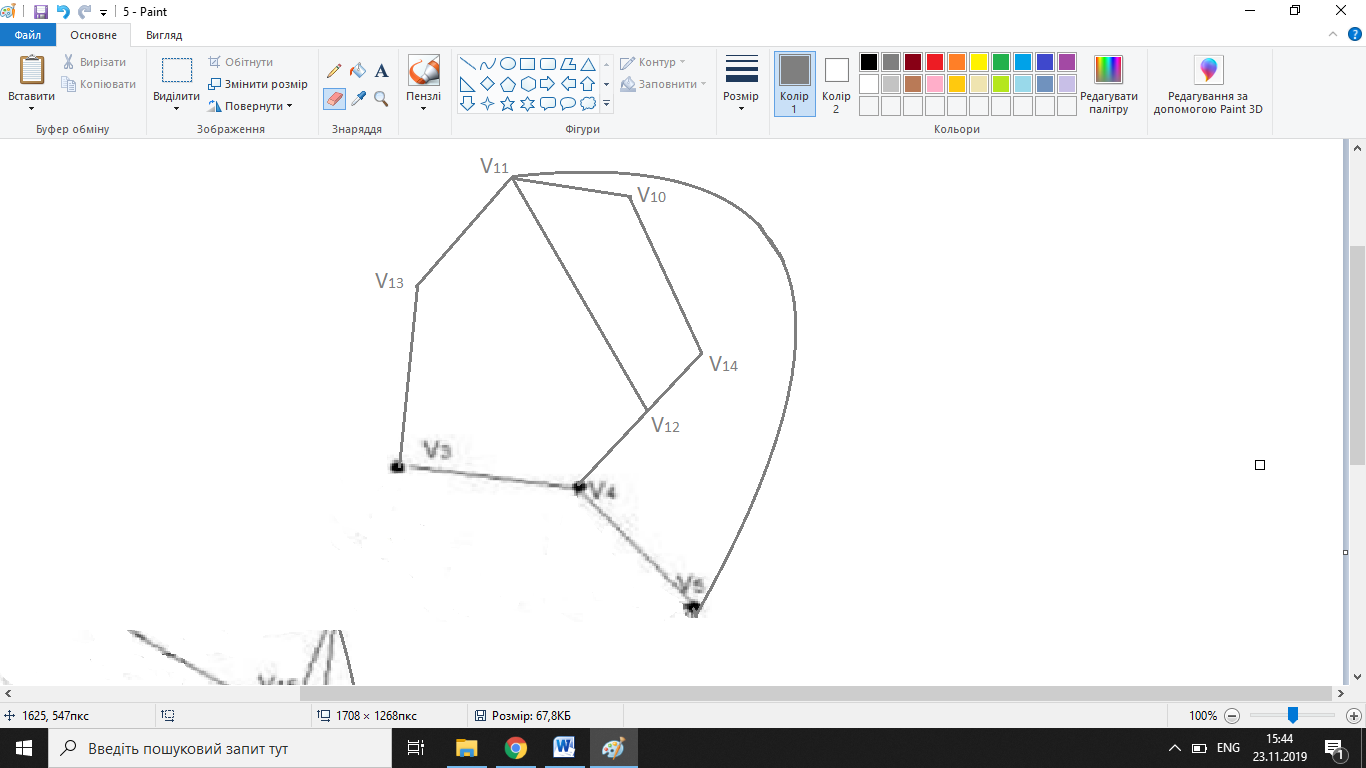 5 - Paint
Файл Основне Вигляд
Вставити
Вирізати
Копіювати
Буфер обміну
Виділити
Обітнути
Змінити розмір
Повернути
Зображення
A
Знаряддя
Пензлі
Контур
Заповнити
Фігури
Розмір
Колір
1
Колір
2
Кольори
Редагувати
палітру
Редагування за
допомогою Paint 3D
V11
V10
V13
V14
V12
V3
V4
V5
1625, 547пкс
1708 × 1268пкс
Розмір: 67,8КБ
100%
Введіть пошуковий запит тут
ENG
15:44
23.11.2019
1